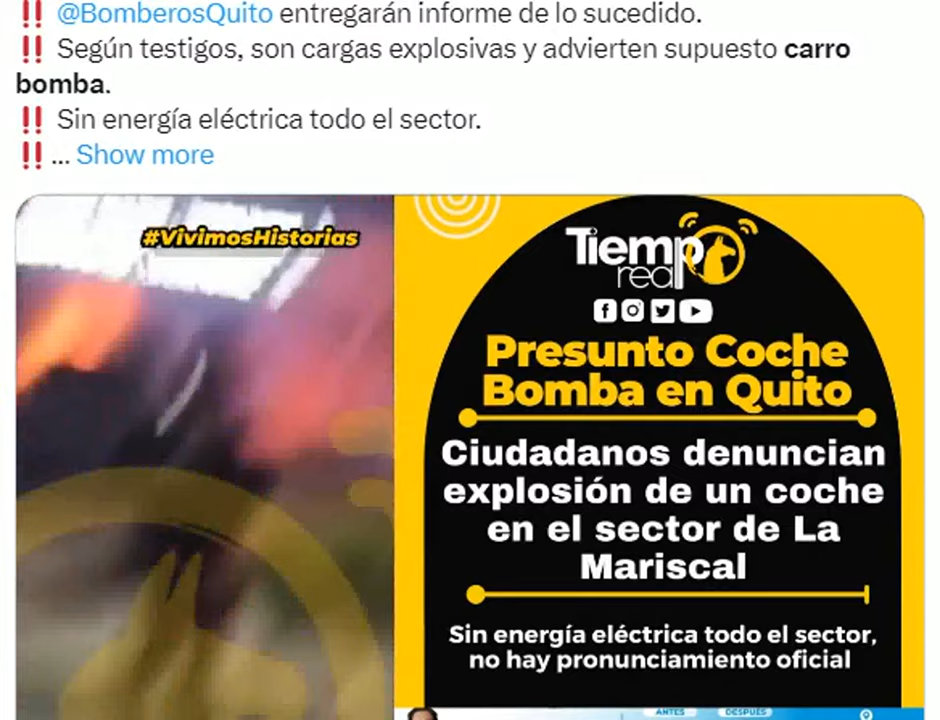 ‼ @BomberosQuito entregarán informe de lo sucedido.
‼ Según testigos, son cargas explosivas y advierten supuesto carro
bomba.
‼ Sin energía eléctrica todo el sector.
‼ ... Show more
#VivimosHistorias
Tiempo
real
Presunto Coche
Bomba en Quito
Ciudadanos denuncian
explosión de un coche
en el sector de La
Mariscal
Sin energía eléctrica todo el sector,
no hay pronunciamiento oficial
ANTES DESPUÉS